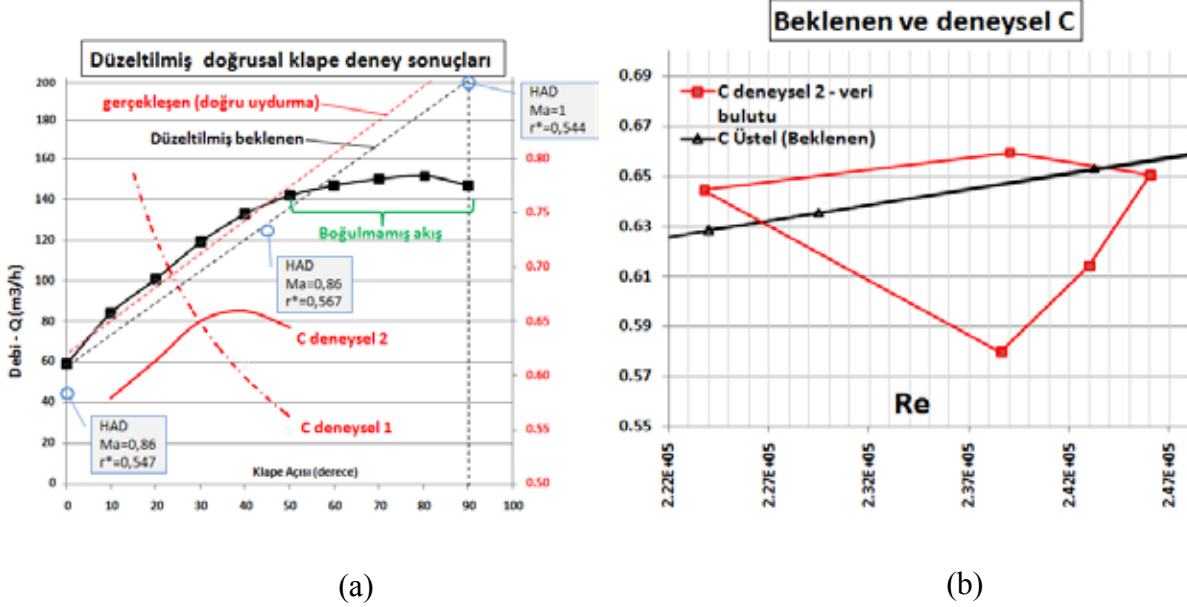 Düzeltilmiş doğrusal klape deney sonuçları
gerçekleşen (doğru uydurma)
Düzeltilmiş beklenen
HAD
Ma=1
r*=0,544
HAD
Ma=0,86
r*=0,567
HAD
Ma=0,86
r*=0,547
Boğulmamış akış
C deneysel 2
C deneysel 1
Debi - Q (m3/h)
200
180
160
140
120
100
80
60
40
20
0
0.80
0.75
0.70
0.65
0.60
0.55
0.50
Klape Açısı (derece)
0 10 20 30 40 50 60 70 80 90 100
(a)
Beklenen ve deneysel C
C deneysel 2 - veri
bulutu
C Üstel (Beklenen)
0.69
0.67
0.65
0.63
0.61
0.59
0.57
0.55
Re
2.22E+05
2.27E+05
2.32E+05
2.37E+05
2.42E+05
2.47E+05
(b)